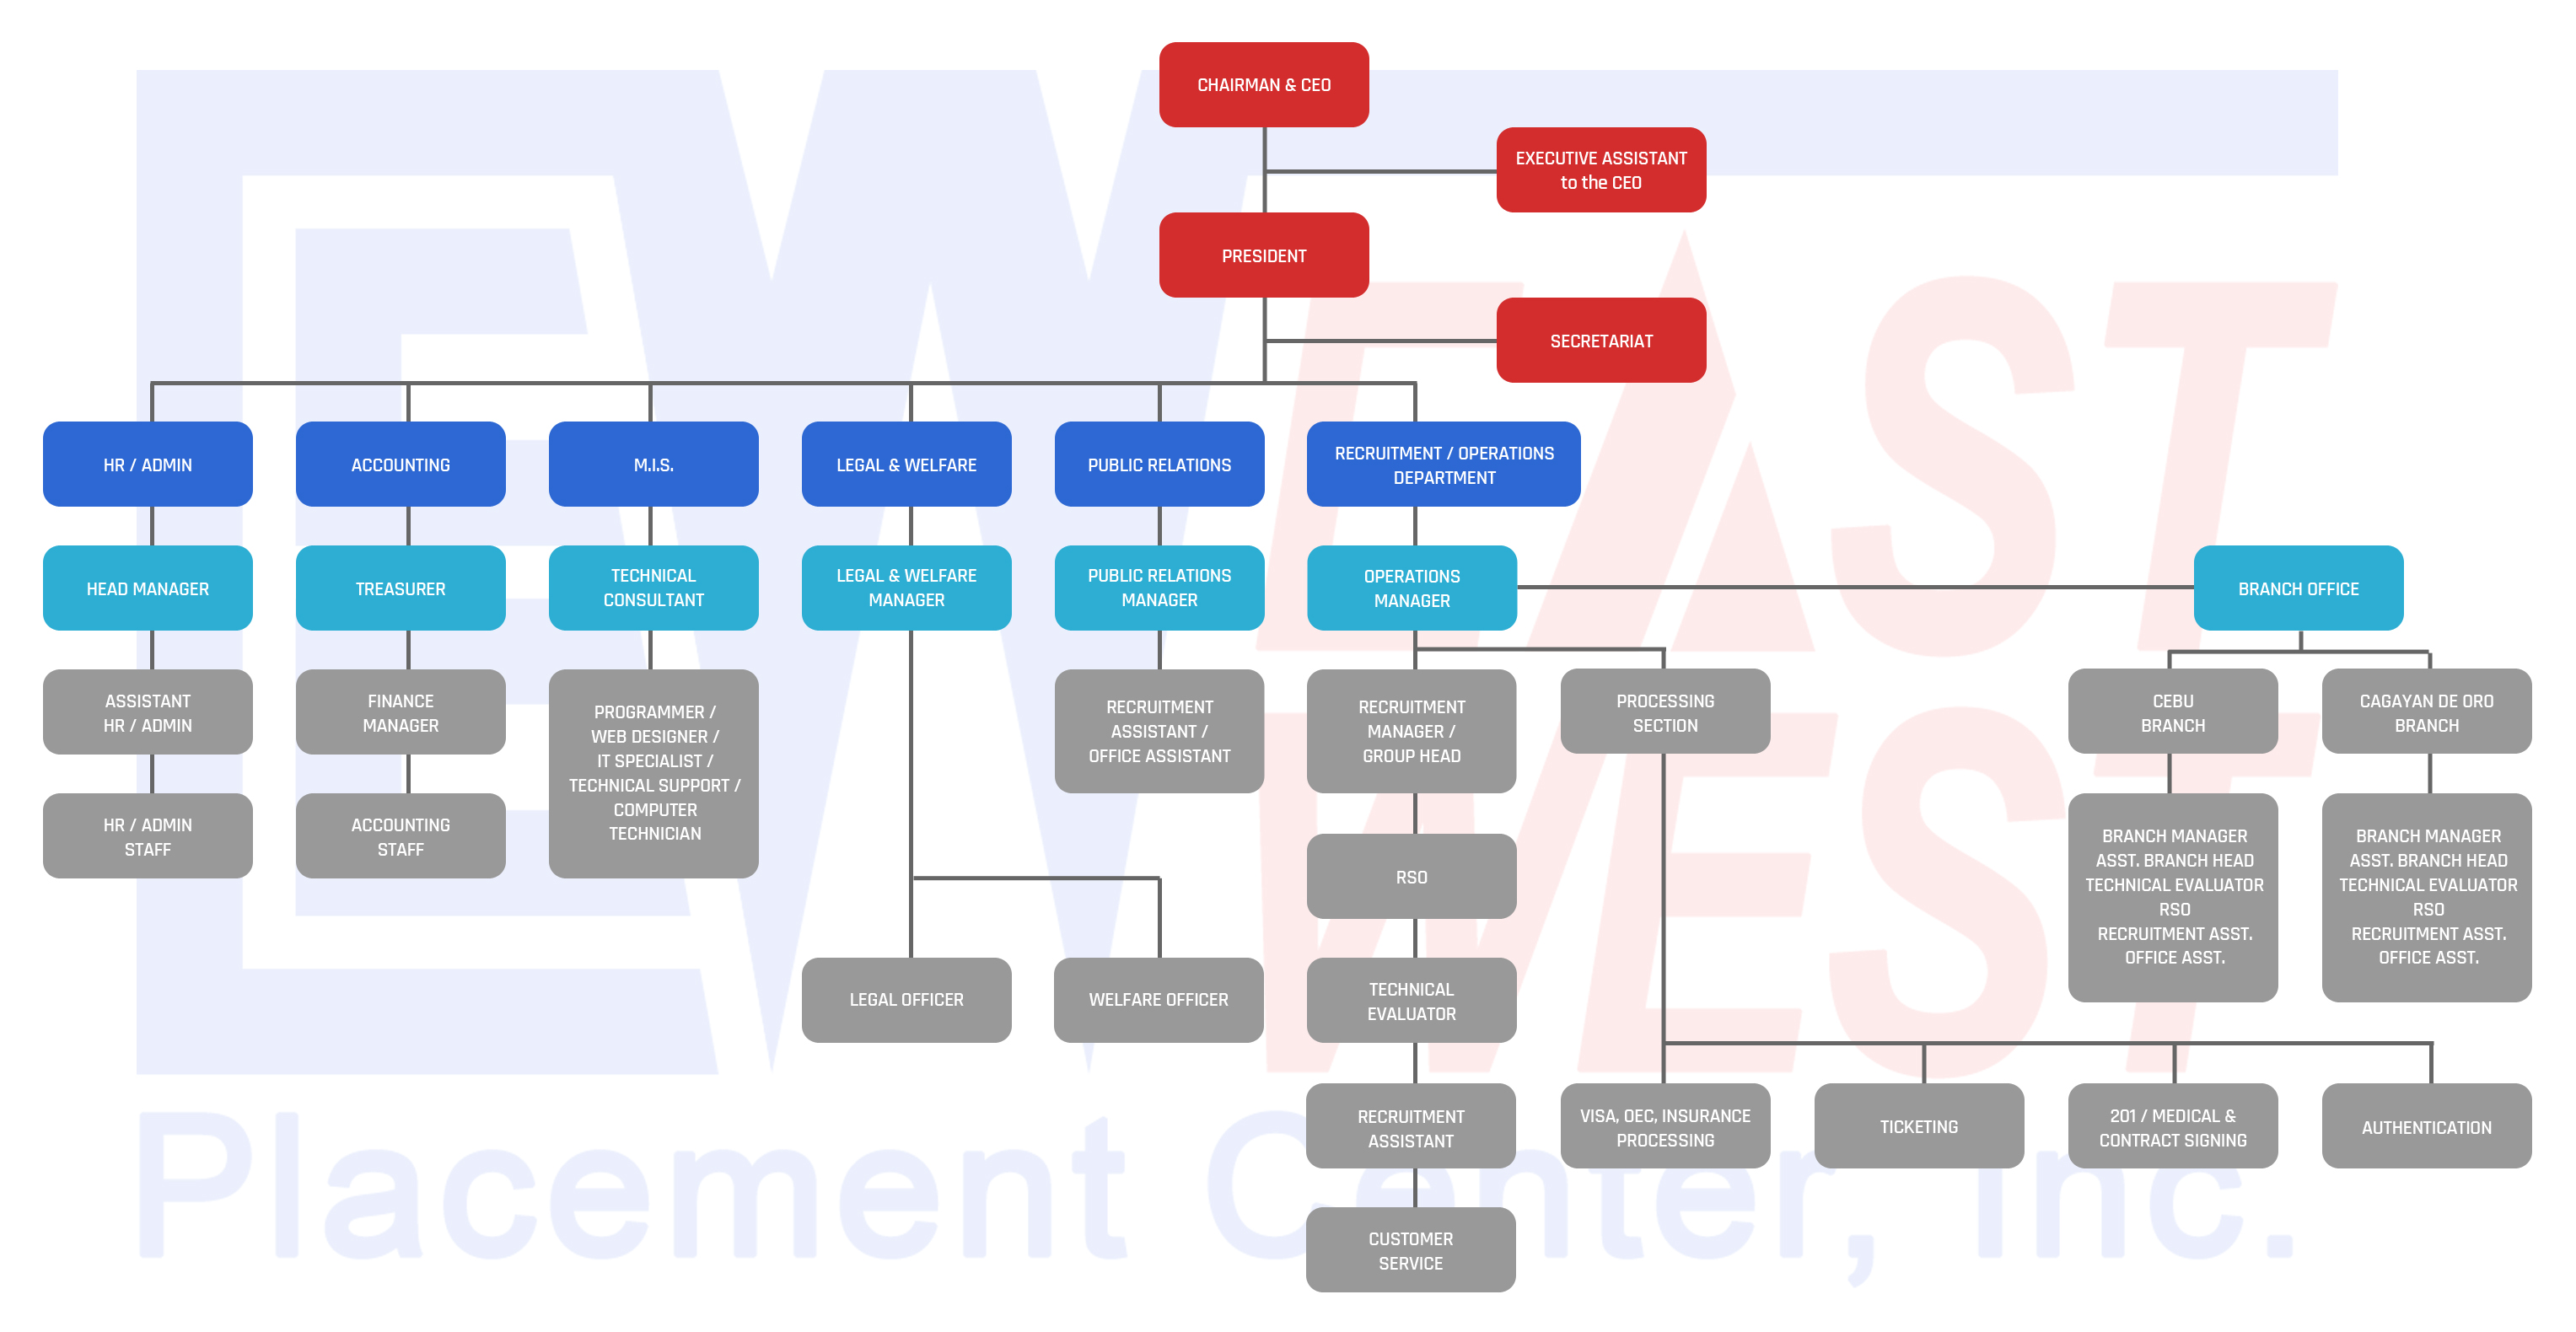 CHAIRMAN & CEO
EXECUTIVE ASSISTANT
to the CEO
PRESIDENT
SECRETARIAT
HR / ADMIN
ACCOUNTING
M.I.S.
LEGAL & WELFARE
PUBLIC RELATIONS
RECRUITMENT / OPERATIONS
DEPARTMENT
HEAD MANAGER
TREASURER
TECHNICAL
CONSULTANT
LEGAL & WELFARE
MANAGER
PUBLIC RELATIONS
MANAGER
OPERATIONS
MANAGER
BRANCH OFFICE
ASSISTANT
HR / ADMIN
FINANCE
MANAGER
PROGRAMMER /
WEB DESIGNER /
IT SPECIALIST /
TECHNICAL SUPPORT /
COMPUTER
TECHNICIAN
RECRUITMENT
ASSISTANT /
OFFICE ASSISTANT
RECRUITMENT
MANAGER /
GROUP HEAD
PROCESSING
SECTION
CEBU
BRANCH
CAGAYAN DE ORO
BRANCH
HR / ADMIN
STAFF
ACCOUNTING
STAFF
RSO
BRANCH MANAGER
ASST. BRANCH HEAD
TECHNICAL EVALUATOR
RSO
RECRUITMENT ASST.
OFFICE ASST.
BRANCH MANAGER
ASST. BRANCH HEAD
TECHNICAL EVALUATOR
RSO
RECRUITMENT ASST.
OFFICE ASST.
LEGAL OFFICER
WELFARE OFFICER
TECHNICAL
EVALUATOR
RECRUITMENT
ASSISTANT
VISA, OEC, INSURANCE
PROCESSING
TICKETING
201 / MEDICAL &
CONTRACT SIGNING
AUTHENTICATION
CUSTOMER
SERVICE
EW
EAST
WEST
Placement Center, Inc.